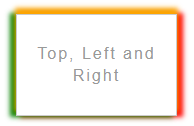 Top, Left and
Right